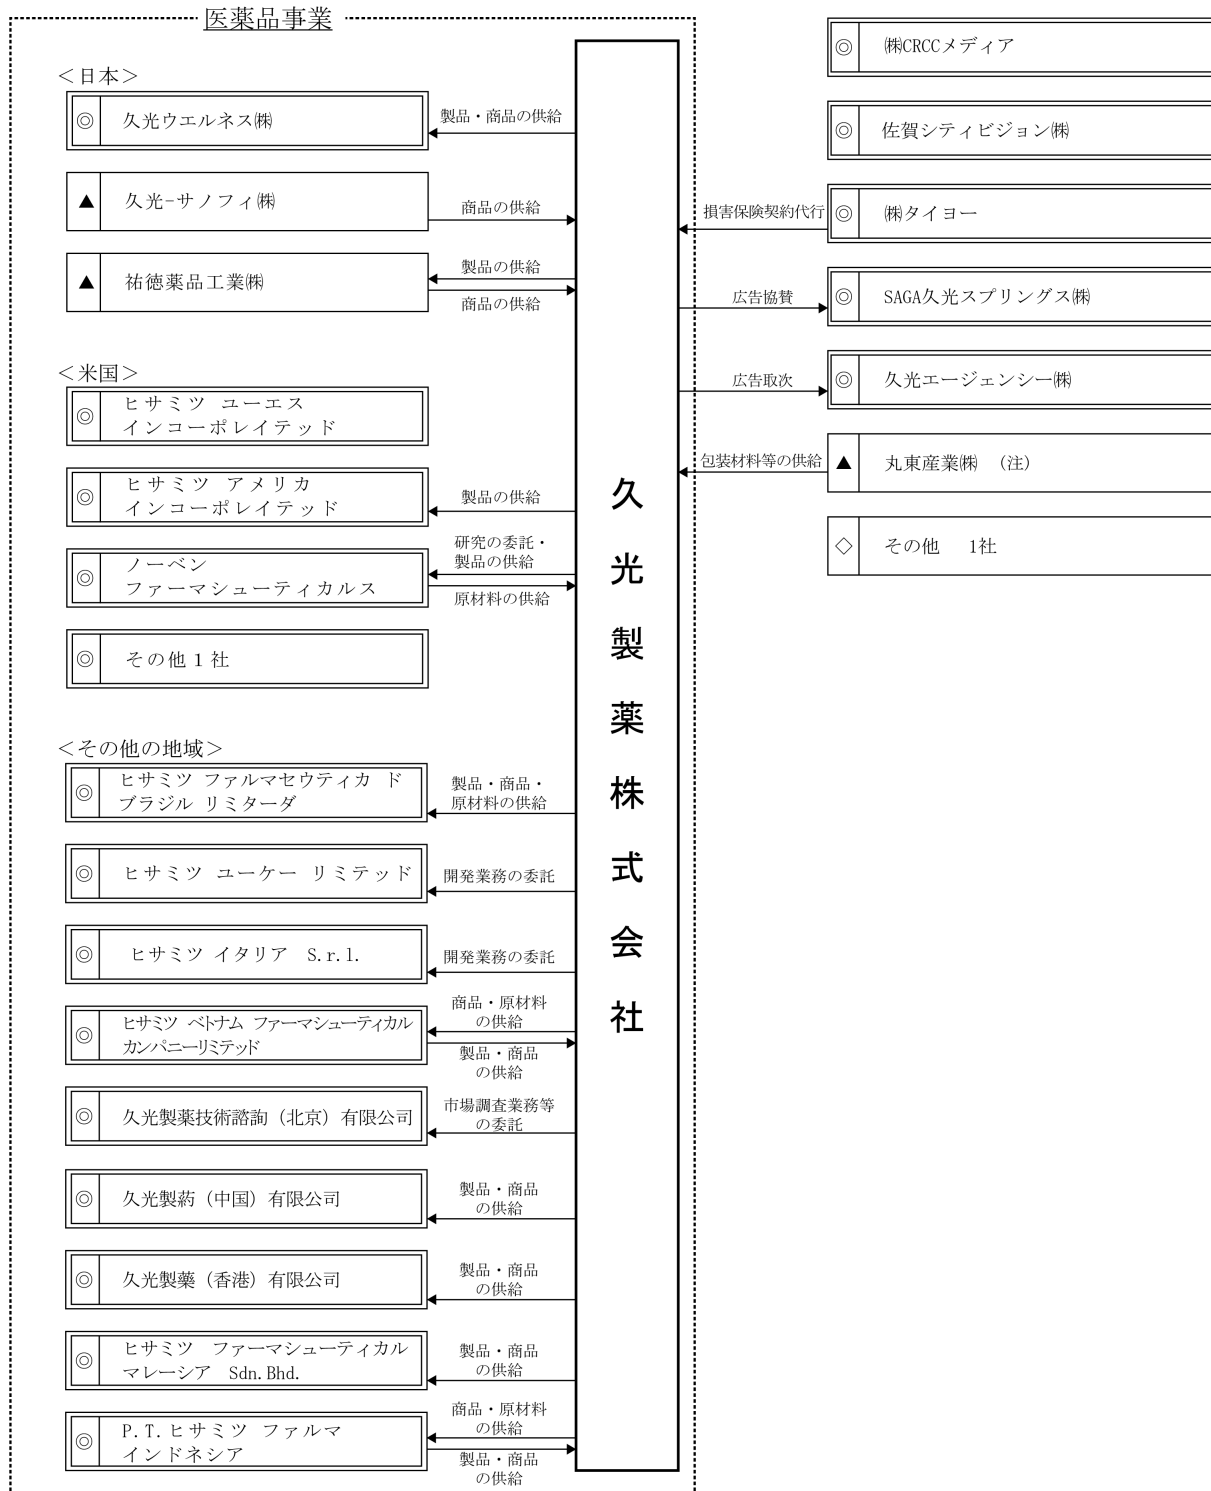 医薬品事業
＜日本＞
◎ 久光ウエルネス㈱
製品・商品の供給
▲ 久光−サノフィ㈱
商品の供給
▲ 祐徳薬品工業㈱
製品の供給
商品の供給
＜米国＞
◎ ヒサミツ ユーエス
インコーポレイテッド
◎ ヒサミツ アメリカ
インコーポレイテッド
製品の供給
◎ ノーベン
ファーマシューティカルス
研究の委託・
製品の供給
原材料の供給
◎ その他１社
＜その他の地域＞
◎ ヒサミツ ファルマセウティカ ド
ブラジル リミターダ
製品・商品・
原材料の供給
◎ ヒサミツ ユーケー リミテッド
開発業務の委託
◎ ヒサミツ イタリア S.r.l.
開発業務の委託
◎ ヒサミツ ベトナム ファーマシューティカル
カンパニーリミテッド
商品・原材料
の供給
製品・商品
の供給
◎ 久光製薬技術諮詢（北京）有限公司
市場調査業務等
の委託
◎ 久光製葯（中国）有限公司
製品・商品
の供給
◎ 久光製藥（香港）有限公司
製品・商品
の供給
◎ ヒサミツ ファーマシューティカル
マレーシア Sdn.Bhd.
製品・商品
の供給
◎ P.T.ヒサミツ ファルマ
インドネシア
商品・原材料
の供給
製品・商品
の供給
久光製薬株式会社
◎ ㈱CRCCメディア
◎ 佐賀シティビジョン㈱
損害保険契約代行
◎ ㈱タイヨー
広告協賛
◎ SAGA久光スプリングス㈱
広告取次
◎ 久光エージェンシー㈱
包装材料等の供給
▲ 丸東産業㈱ （注）
◇ その他 1社